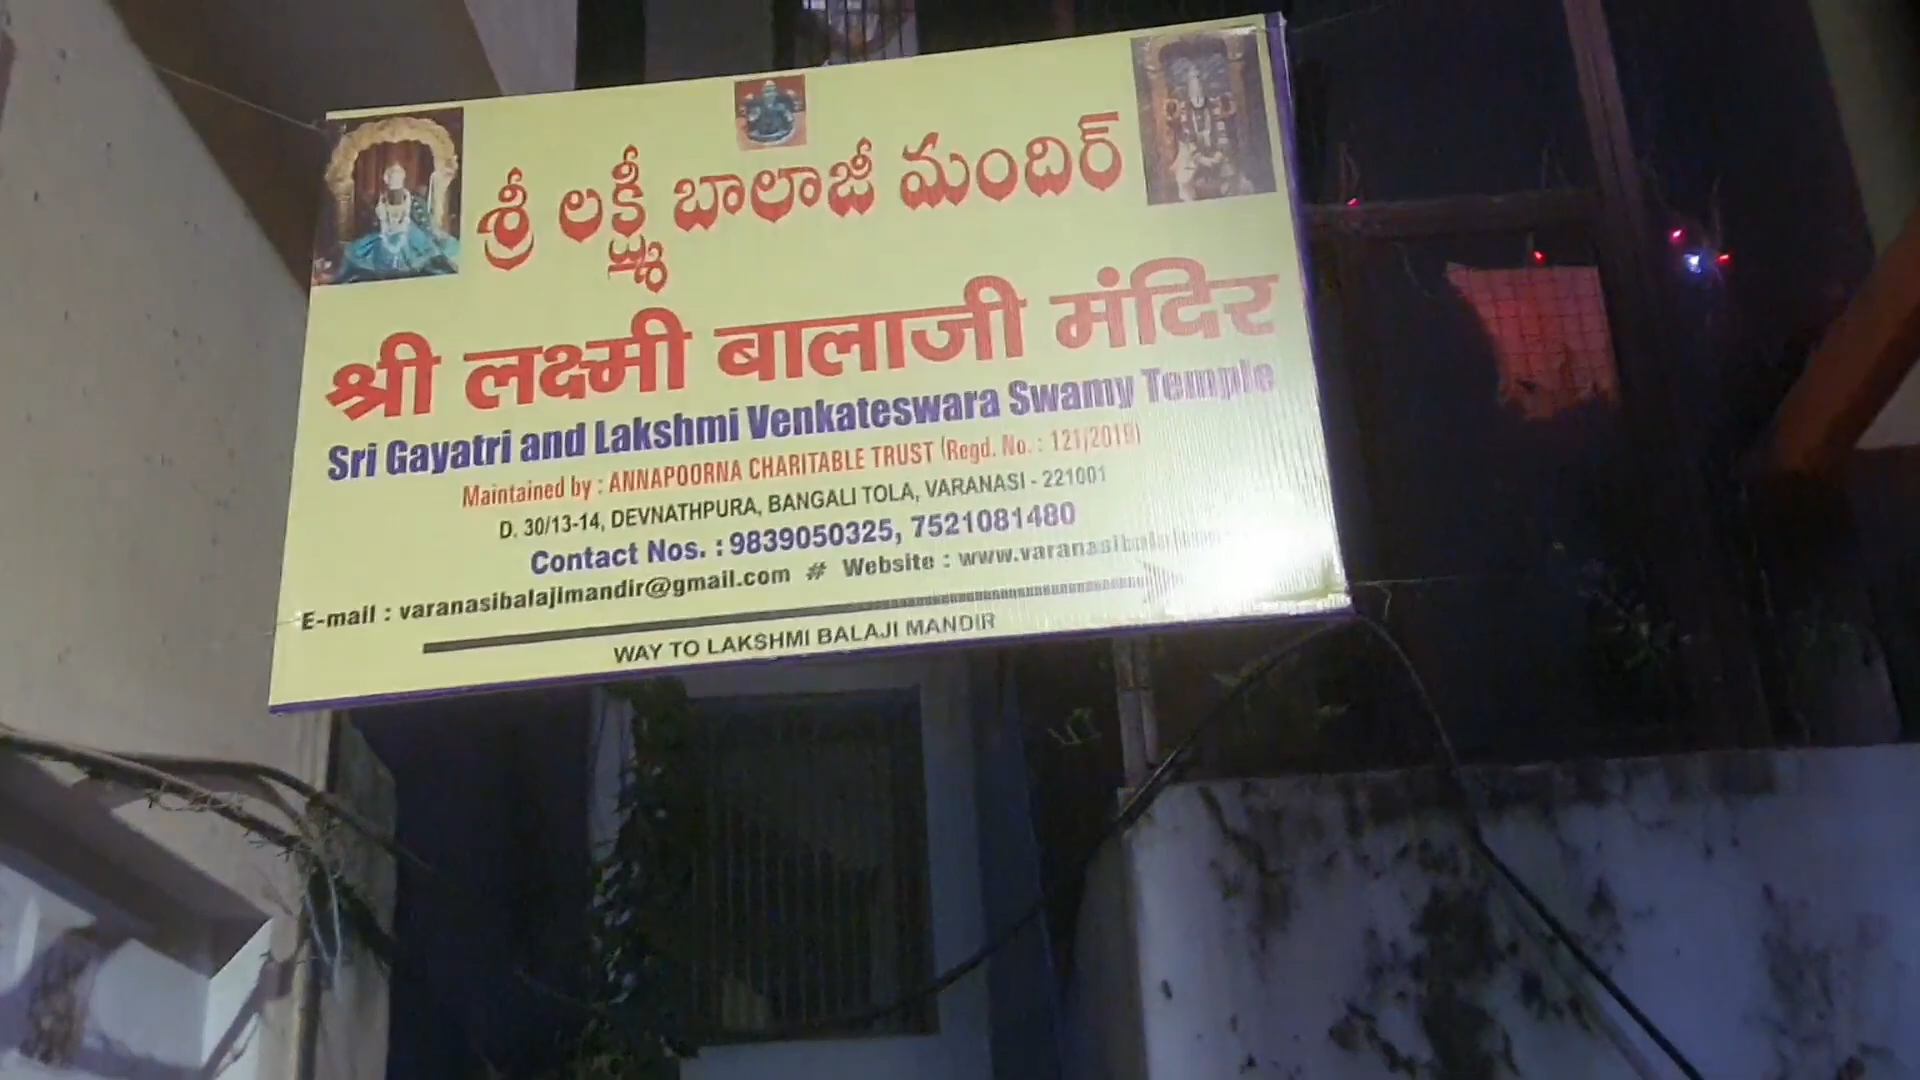 శ్రీ లక్ష్మీ బాలాజీ మందిర్
श्री लक्ष्मी बालाजी मंदिर
Sri Gayatri and Lakshmi Venkateswara Swamy Temple
Maintained by : ANNAPOORNA CHARITABLE TRUST (Regd. No. : 121/2019)
D. 30/13-14, DEVNATHPURA, BANGALI TOLA, VARANASI - 221001
Contact Nos. : 9839050325, 7521081480
E-mail : varanasibalajimandir@gmail.com # Website :
WAY TO LAKSHMI BALAJI MANDIR